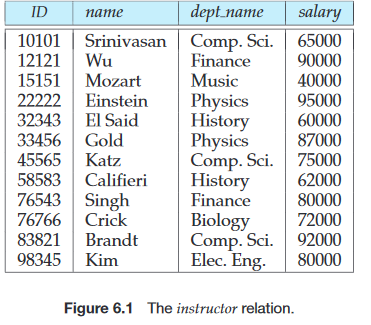 ID name dept_name salary
10101 Srinivasan Comp. Sci. 65000
12121 Wu Finance 90000
15151 Mozart Music 40000
22222 Einstein Physics 95000
32343 El Said History 60000
33456 Gold Physics 87000
45565 Katz Comp. Sci. 75000
58583 Califieri History 62000
76543 Singh Finance 80000
76766 Crick Biology 72000
83821 Brandt Comp. Sci. 92000
98345 Kim Elec. Eng. 80000
Figure 6.1 The instructor relation.